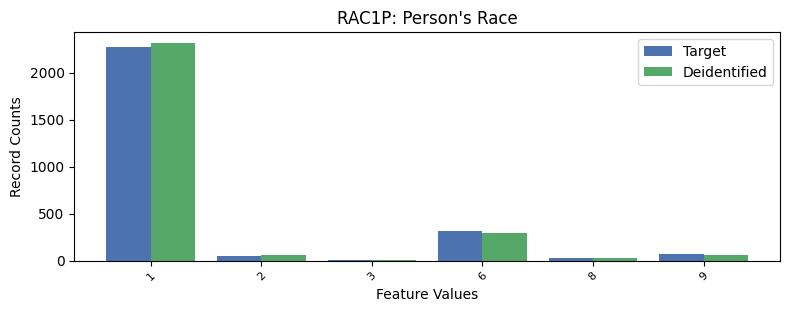 RAC1P: Person's Race
Target
Deidentified
Record Counts
2000
1500
1000
500
0
1 2 3 6 8 9
Feature Values